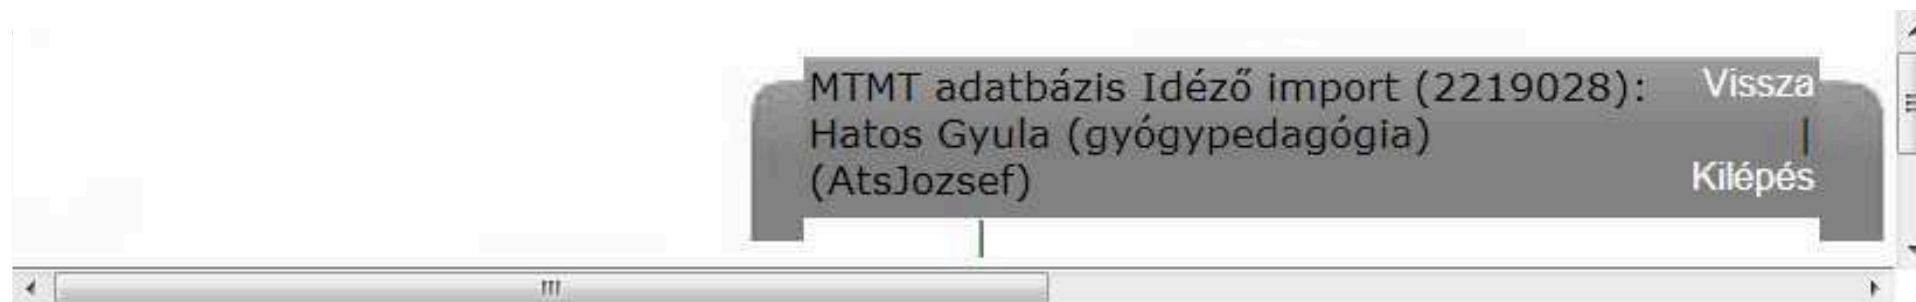 MTMT adatbázis Idéző import (2219028):
Hatos Gyula (gyógypedagógia)
(AtsJozsef)
Vissza
|
Kilépés